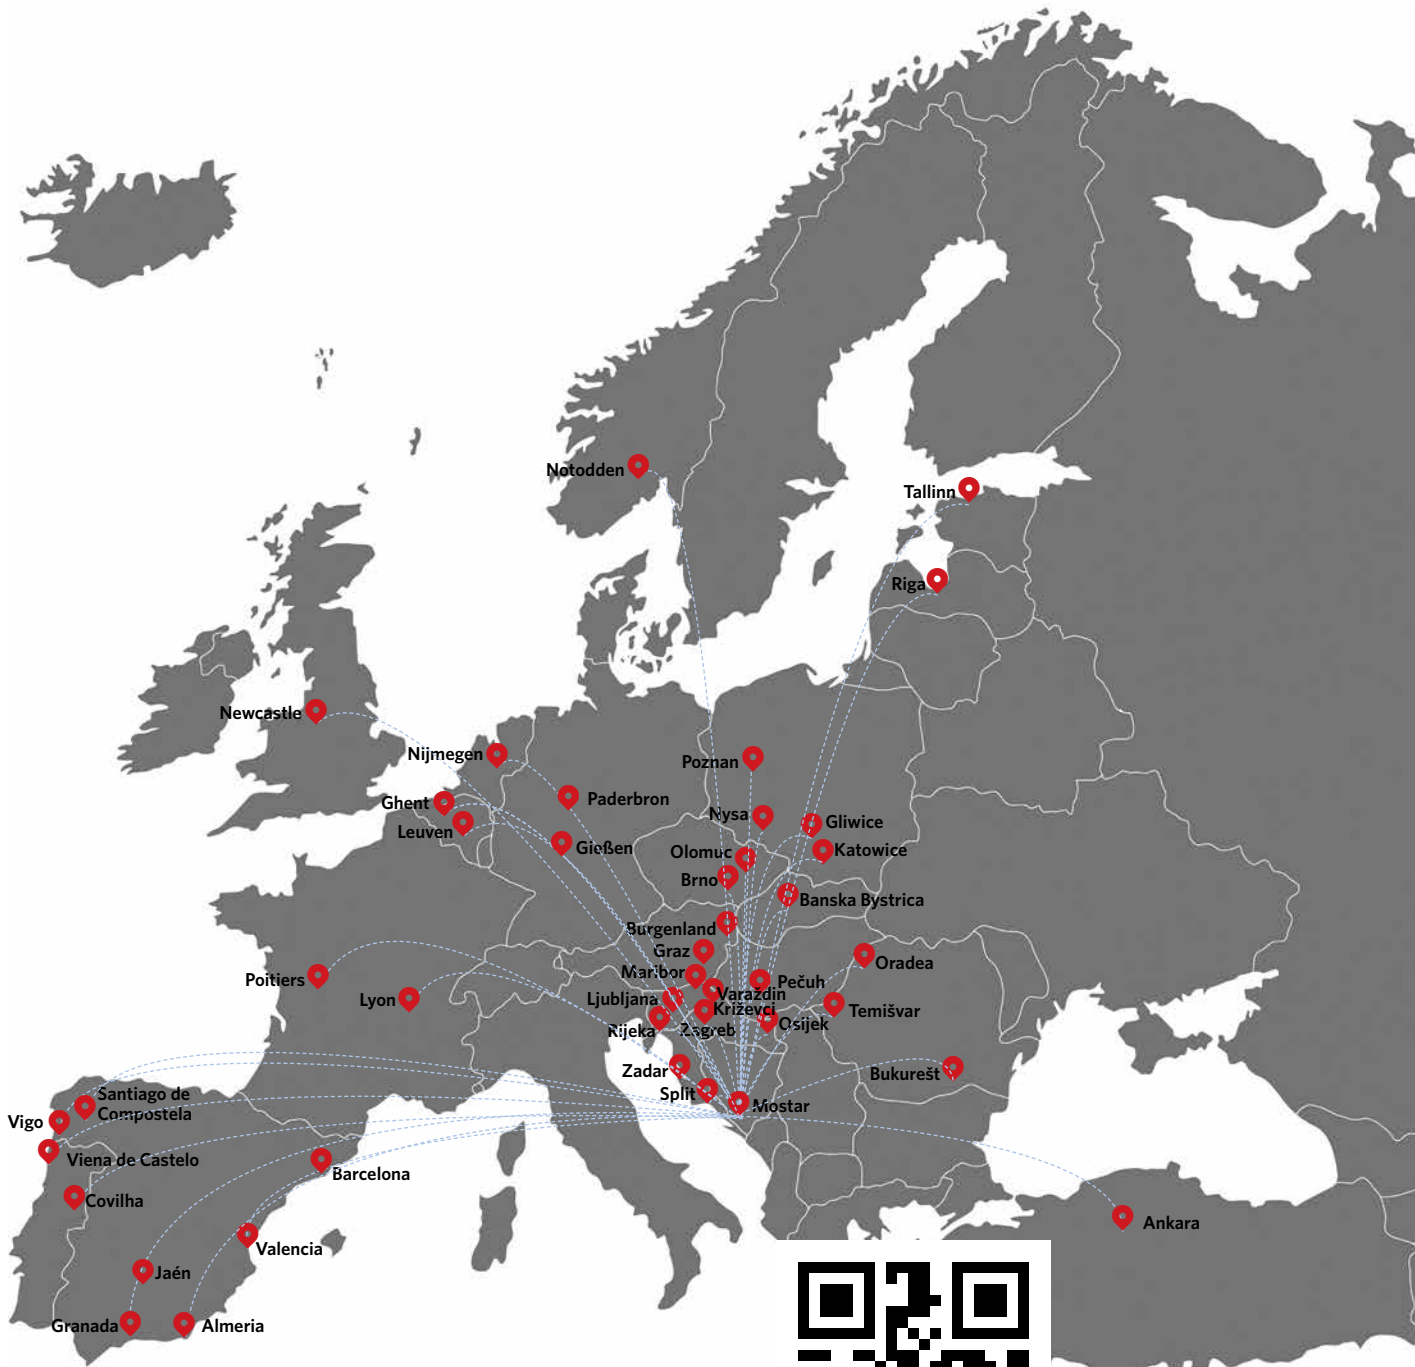 Notodden
Tallinn
Riga
Newcastle
Nijmegen
Poznan
Ghent
Paderbron
Leuven
Nysa
Gliwice
Gießen
Olomuc
Katowice
Brno
Banska Bystrica
Burgenland
Graz
Oradea
Maribor
Poitiers
Pečuh
Varaždin
Lyon
Ljubljana
Križevci
Temišvar
Rijeka
Zagreb
Osijek
Zadar
Bukurešt
Split
Mostar
Santiago de
Compostela
Vigo
Viena de Castelo
Barcelona
Covilha
Ankara
Valencia
Jaén
Granada
Almeria